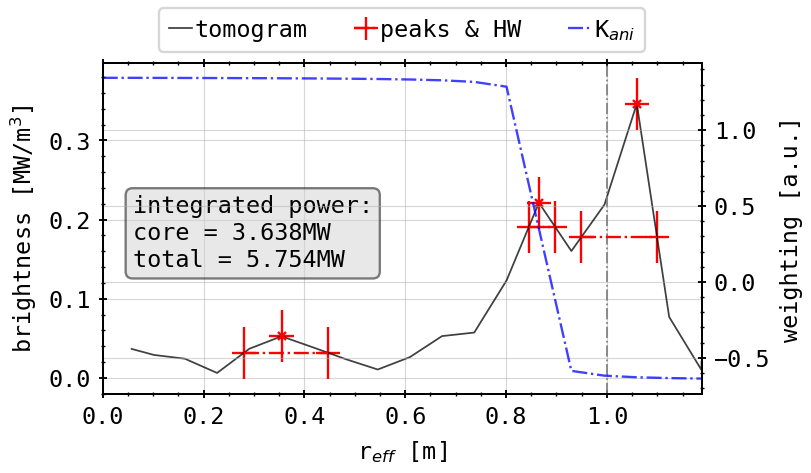 tomogram peaks & HW K_ani
brightness [MW/m³]
0.3
0.2
0.1
0.0
integrated power:
core = 3.638MW
total = 5.754MW
1.0
0.5
0.0
−0.5
weighting [a.u.]
0.0 0.2 0.4 0.6 0.8 1.0
r_eff [m]